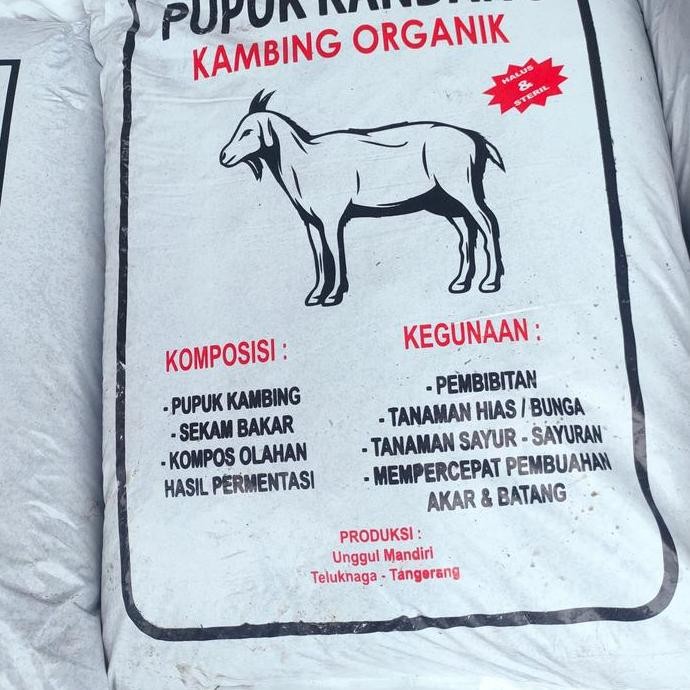 PUPUK
KAMBING ORGANIK
HALUS
&
STERIL
KOMPOSISI :
- PUPUK KAMBING
- SEKAM BAKAR
- KOMPOS OLAHAN
HASIL PERMENTASI
KEGUNAAN :
- PEMBIBITAN
- TANAMAN HIAS / BUNGA
- TANAMAN SAYUR - SAYURAN
- MEMPERCEPAT PEMBUAHAN
AKAR & BATANG
PRODUKSI :
Unggul Mandiri
Teluknaga - Tangerang